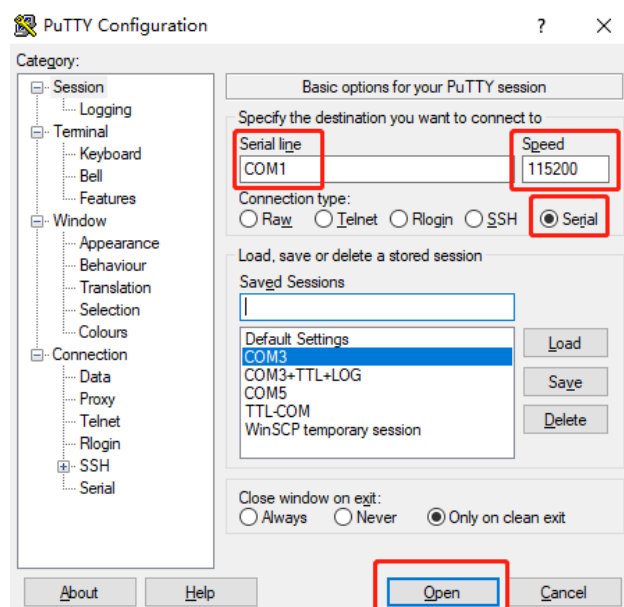 PuTTY Configuration
?
Category:
Session
Logging
Terminal
Keyboard
Bell
Features
Window
Appearance
Behaviour
Translation
Selection
Colours
Connection
Data
Proxy
Telnet
Rlogin
SSH
Serial
Basic options for your PuTTY session
Specify the destination you want to connect to
Serial line Speed
COM1 115200
Connection type:
Raw Telnet Rlogin SSH Serial
Load, save or delete a stored session
Saved Sessions
Default Settings
COM3
COM3+TTL+LOG
COM5
TTL-COM
WinSCP temporary session
Load
Save
Delete
Close window on exit:
Always Never Only on clean exit
About Help Open Cancel